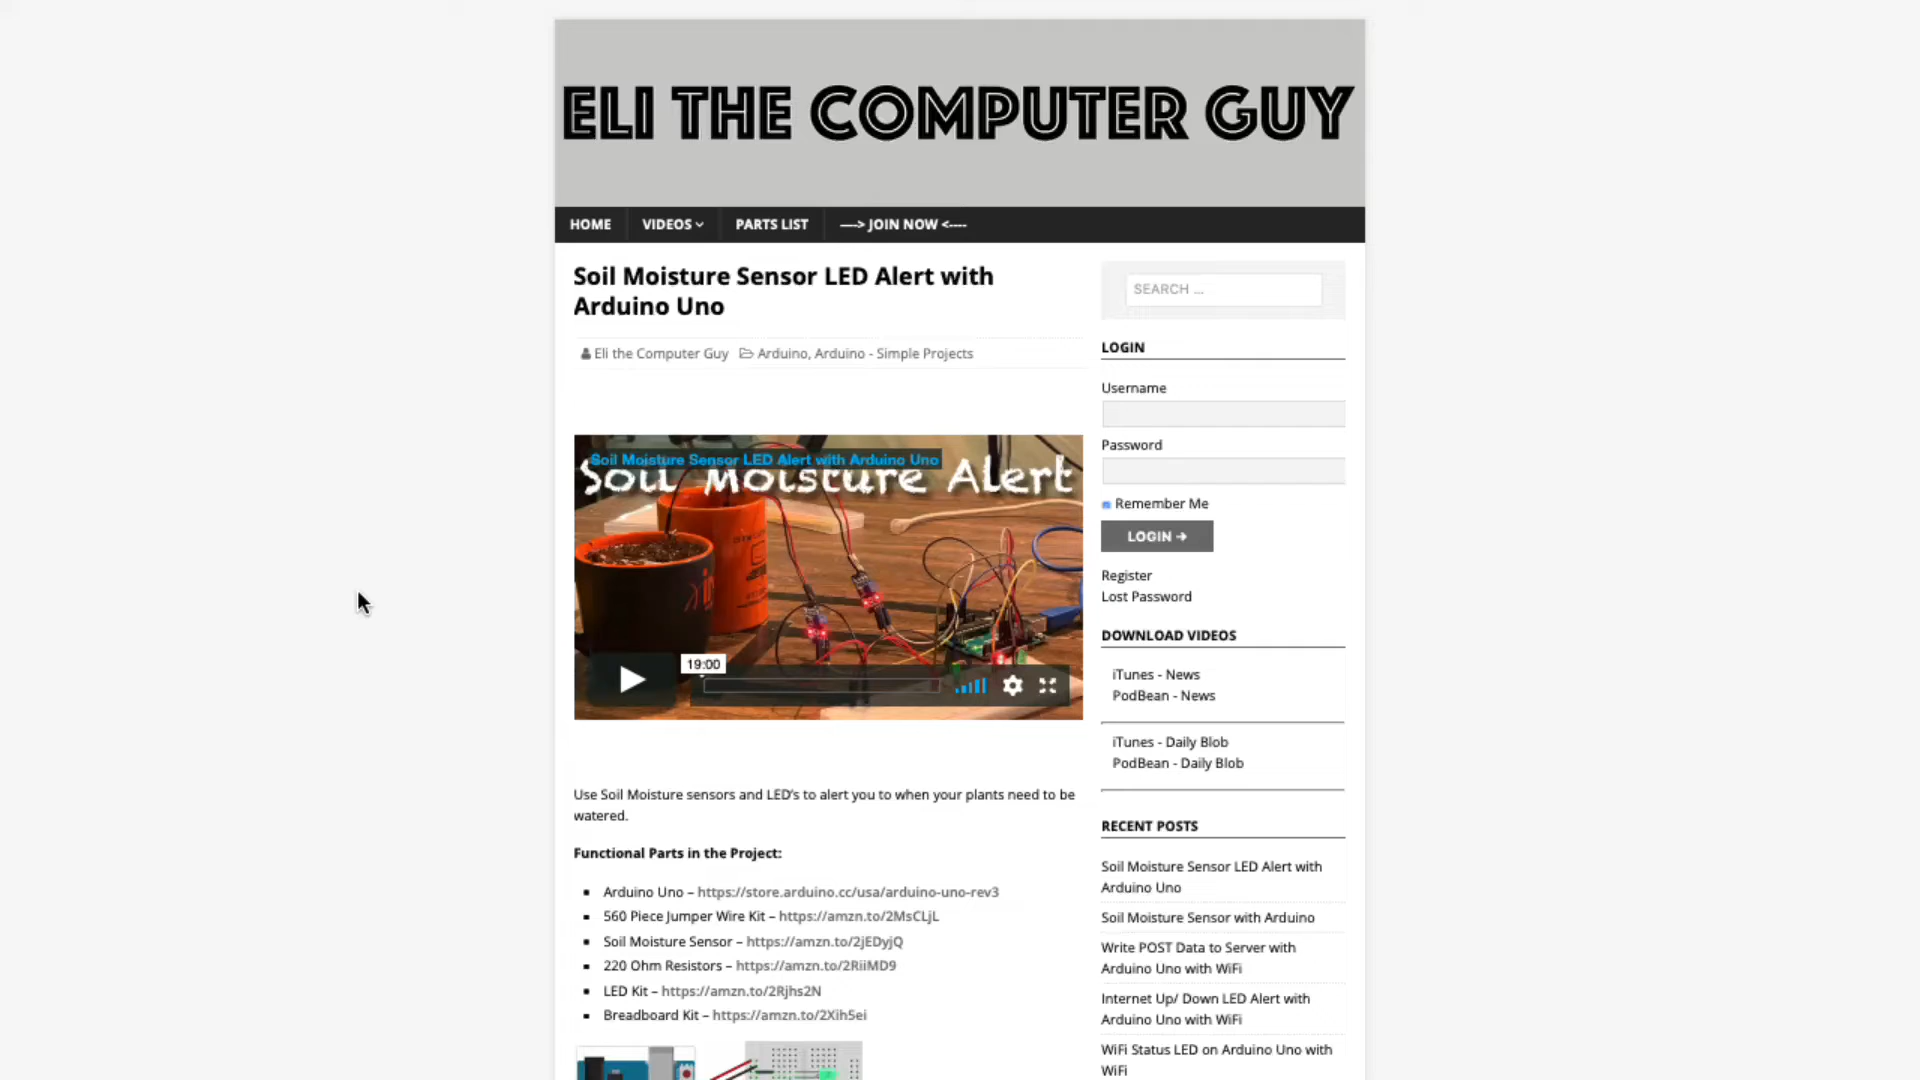 ELI THE COMPUTER GUY
HOME
VIDEOS
PARTS LIST
----> JOIN NOW <----
Soil Moisture Sensor LED Alert with
Arduino Uno
Eli the Computer Guy
Arduino, Arduino - Simple Projects
Soil Moisture Sensor LED Alert with Arduino Uno
Soil Moisture Alert
19:00
Use Soil Moisture sensors and LED's to alert you to when your plants need to be
watered.
Functional Parts in the Project:
Arduino Uno – https://store.arduino.cc/usa/arduino-uno-rev3
560 Piece Jumper Wire Kit – https://amzn.to/2MsCLjL
Soil Moisture Sensor – https://amzn.to/2jEDyjQ
220 Ohm Resistors – https://amzn.to/2RiiMD9
LED Kit – https://amzn.to/2Rjhs2N
Breadboard Kit – https://amzn.to/2Xih5ei
SEARCH ...
LOGIN
Username
Password
Remember Me
LOGIN →
Register
Lost Password
DOWNLOAD VIDEOS
iTunes - News
PodBean - News
iTunes - Daily Blob
PodBean - Daily Blob
RECENT POSTS
Soil Moisture Sensor LED Alert with
Arduino Uno
Soil Moisture Sensor with Arduino
Write POST Data to Server with
Arduino Uno with WiFi
Internet Up/ Down LED Alert with
Arduino Uno with WiFi
WiFi Status LED on Arduino Uno with
WiFi